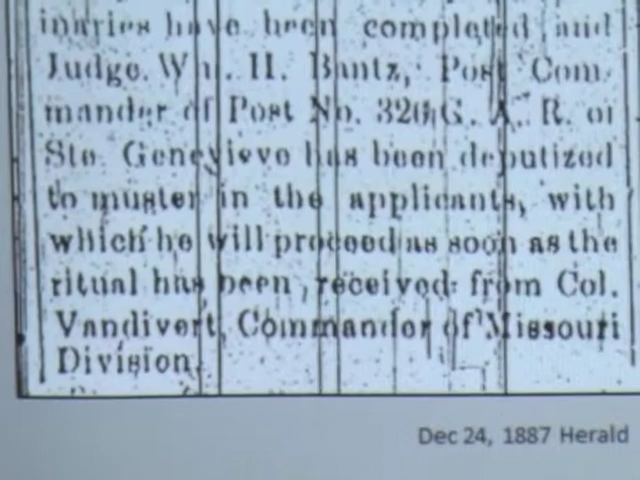 inaries have been completed and
Judge. Wm. H. Bantz, Post Com-
mander of Post No. 326 G. A. R. of
Ste. Genevieve has been deputized
to muster in the applicants, with
which he will proceed as soon as the
ritual has been received from Col.
Vandivert, Commander of Missouri
Division.
Dec 24, 1887 Herald